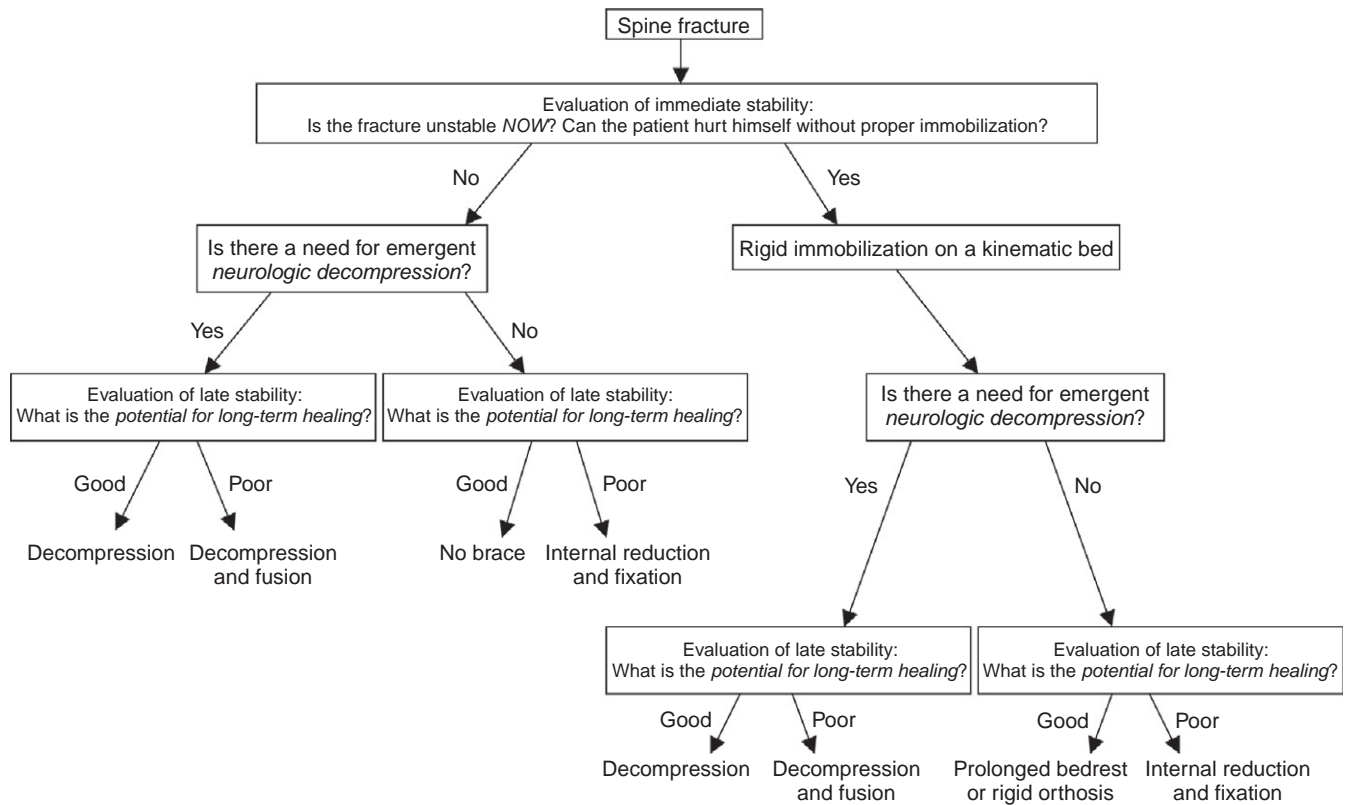 Spine fracture
Evaluation of immediate stability:
Is the fracture unstable NOW? Can the patient hurt himself without proper immobilization?
No
Yes
Is there a need for emergent
neurologic decompression?
Rigid immobilization on a kinematic bed
Yes
No
Evaluation of late stability:
What is the potential for long-term healing?
Evaluation of late stability:
What is the potential for long-term healing?
Is there a need for emergent
neurologic decompression?
Good
Poor
Good
Poor
Yes
No
Decompression
Decompression
and fusion
No brace
Internal reduction
and fixation
Evaluation of late stability:
What is the potential for long-term healing?
Evaluation of late stability:
What is the potential for long-term healing?
Good
Poor
Good
Poor
Decompression
Decompression
and fusion
Prolonged bedrest
or rigid orthosis
Internal reduction
and fixation